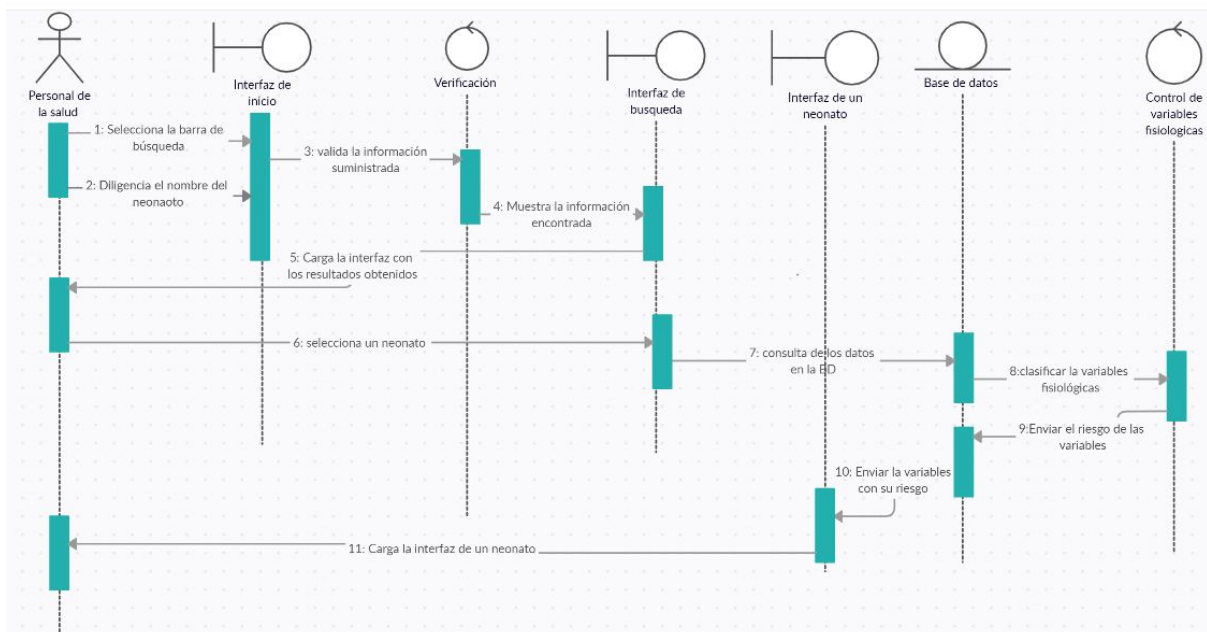 Personal de
la salud
Interfaz de
inicio
Verificación
Interfaz de
busqueda
Interfaz de un
neonato
Base de datos
Control de
variables
fisiologicas
1: Selecciona la barra de
búsqueda
2: Diligencia el nombre del
neonaoto
3: valida la información
suministrada
4: Muestra la información
encontrada
5: Carga la interfaz con
los resultados obtenidos
6: selecciona un neonato
7: consulta de los datos
en la BD
8:clasificar la variables
fisiológicas
9:Enviar el riesgo de las
variables
10: Enviar la variables
con su riesgo
11: Carga la interfaz de un neonato